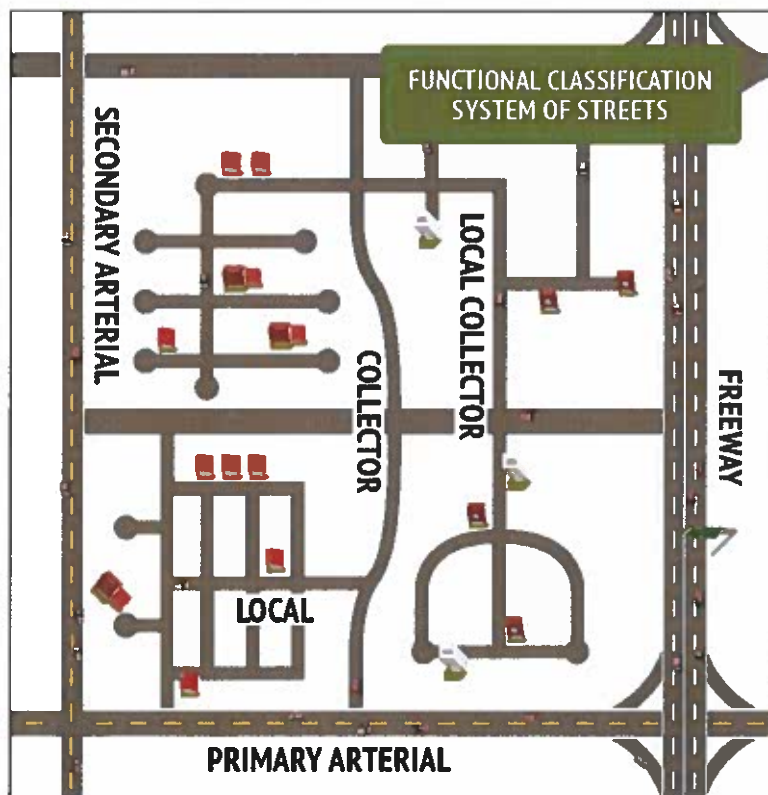 FUNCTIONAL CLASSIFICATION
SYSTEM OF STREETS
SECONDARY ARTERIAL
LOCAL COLLECTOR
COLLECTOR
FREEWAY
LOCAL
PRIMARY ARTERIAL